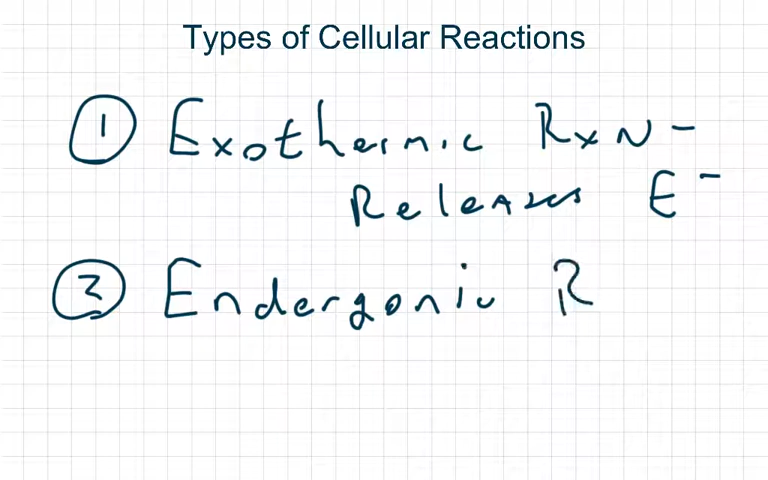 Types of Cellular Reactions
① Exothermic Rxn -
Releases E⁻
② Endergonic R